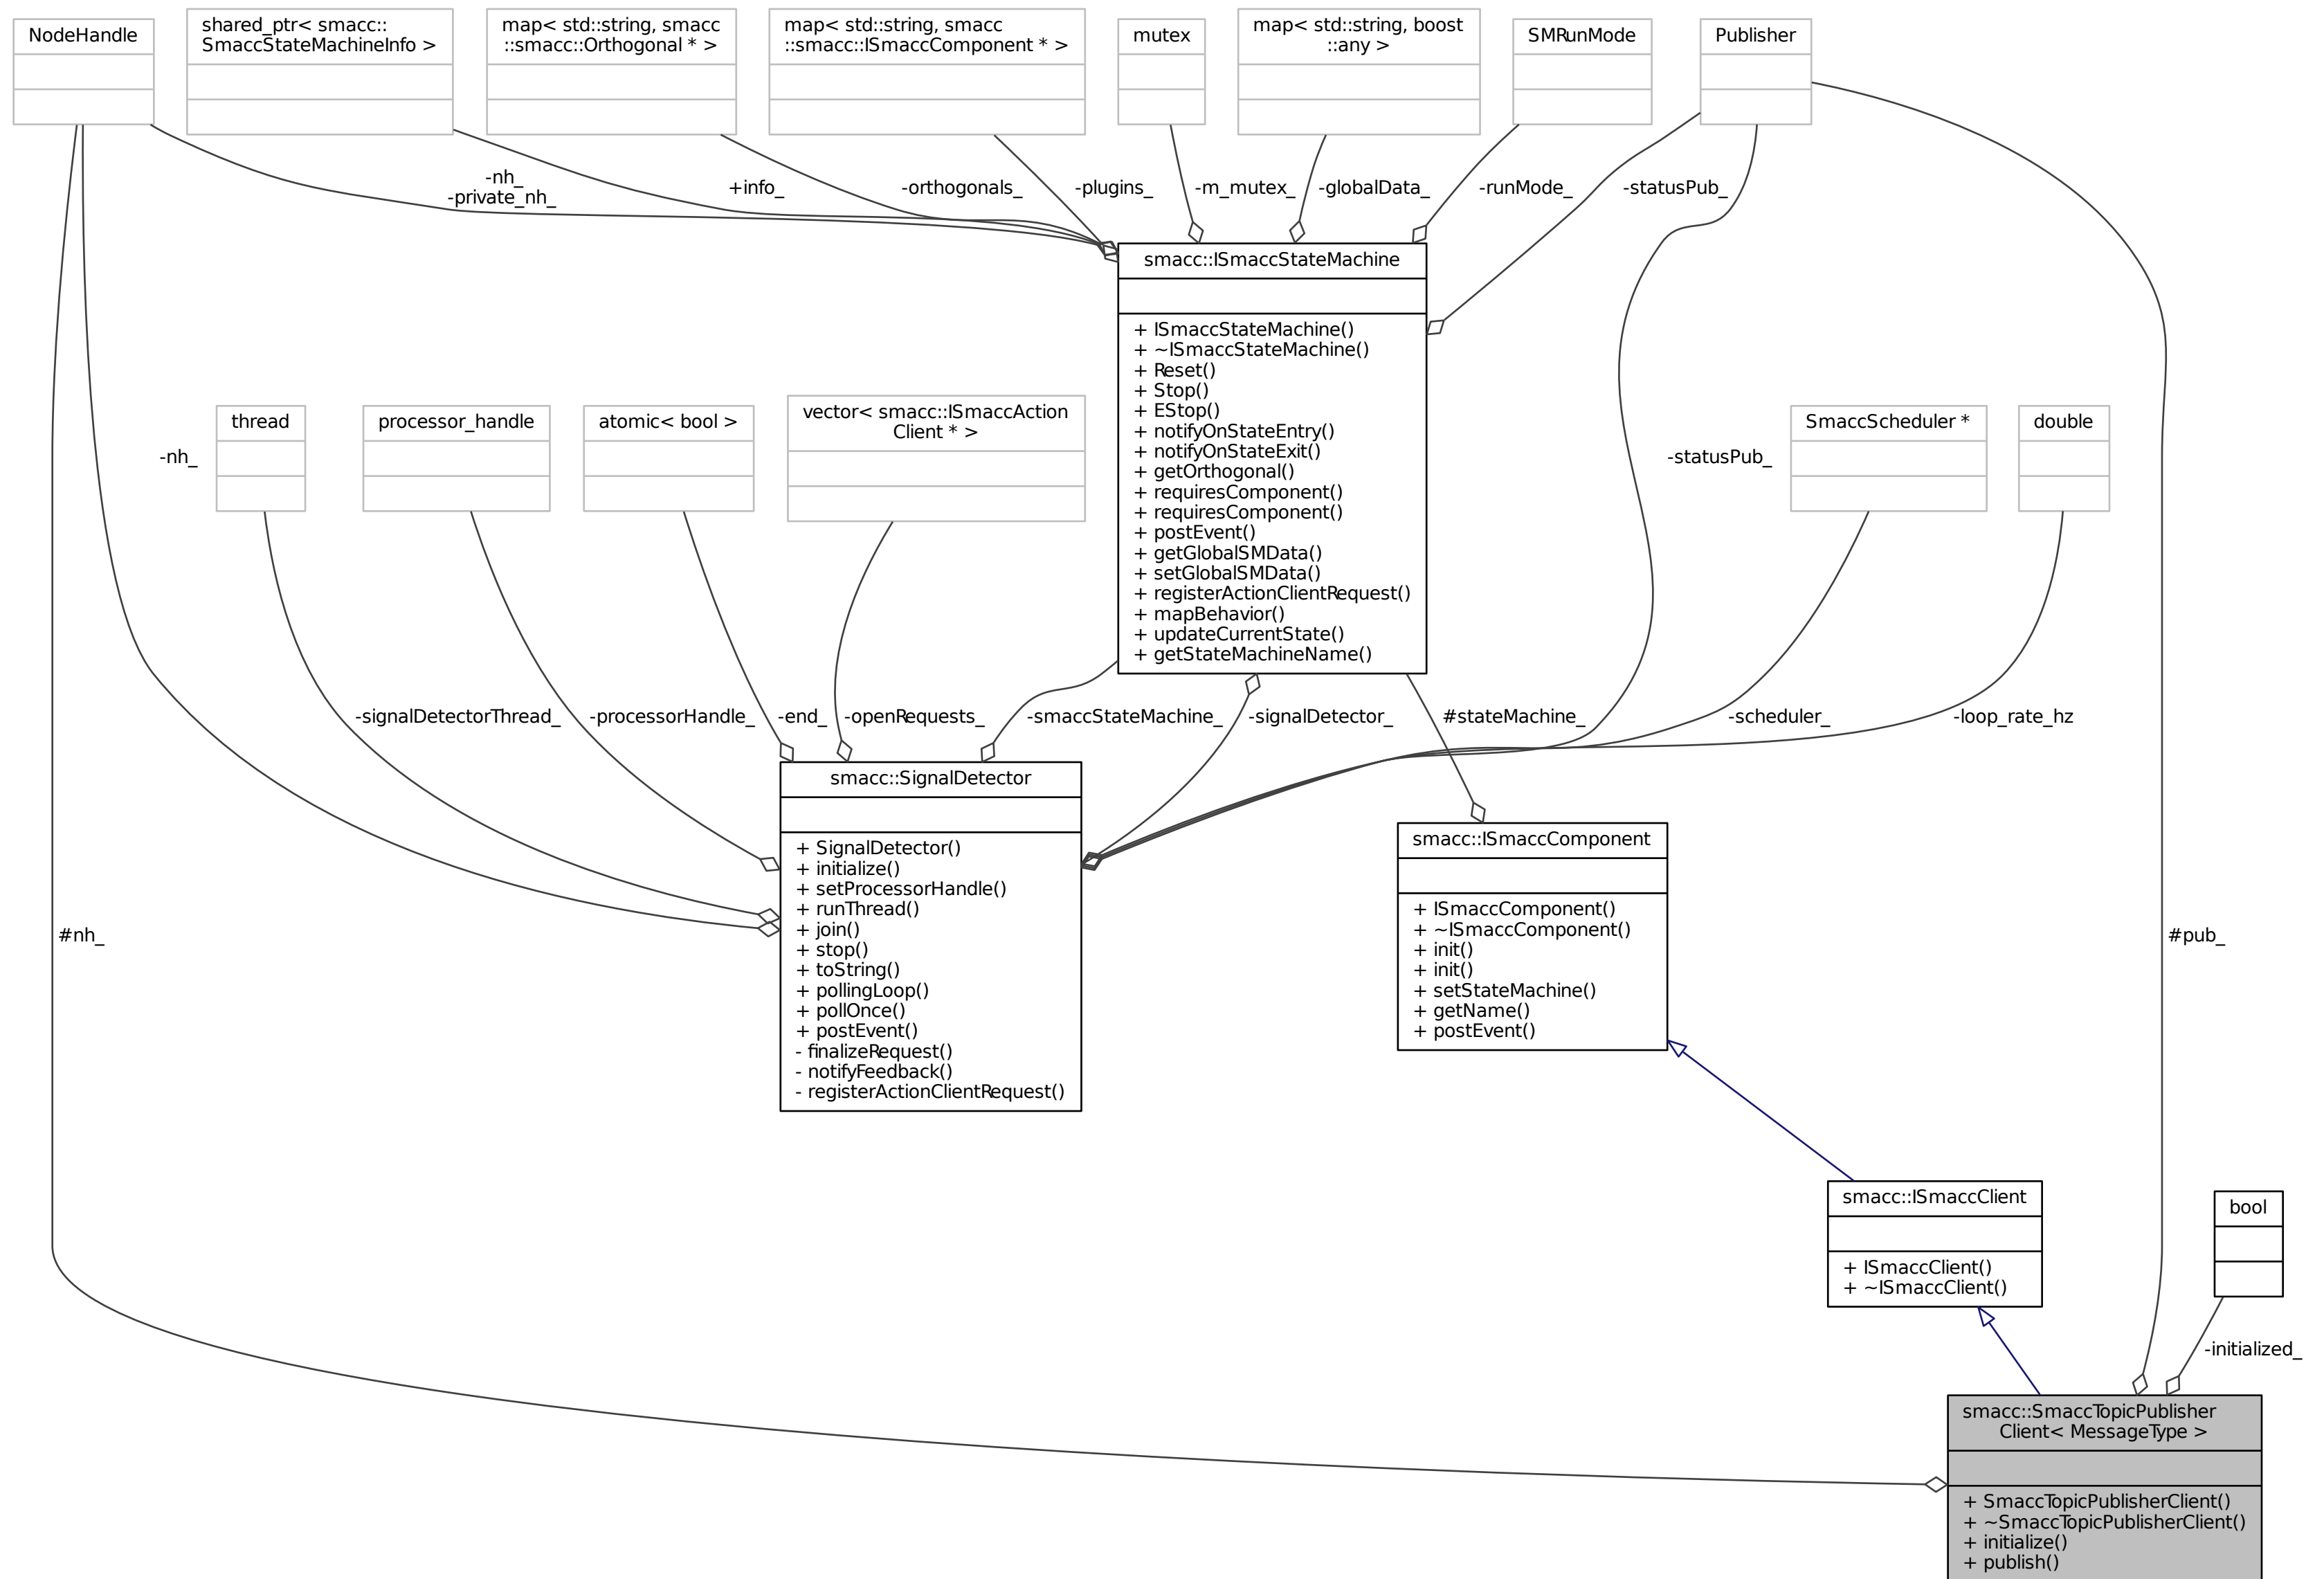 NodeHandle
shared_ptr< smacc::
SmaccStateMachineInfo >
map< std::string, smacc
::smacc::Orthogonal * >
map< std::string, smacc
::smacc::ISmaccComponent * >
mutex
map< std::string, boost
::any >
SMRunMode
Publisher
-nh_
-private_nh_
+info_
-orthogonals_
-plugins_
-m_mutex_
-globalData_
-runMode_
-statusPub_
smacc::ISmaccStateMachine
+ ISmaccStateMachine()
+ ~ISmaccStateMachine()
+ Reset()
+ Stop()
+ EStop()
+ notifyOnStateEntry()
+ notifyOnStateExit()
+ getOrthogonal()
+ requiresComponent()
+ requiresComponent()
+ postEvent()
+ getGlobalSMData()
+ setGlobalSMData()
+ registerActionClientRequest()
+ mapBehavior()
+ updateCurrentState()
+ getStateMachineName()
-nh_
thread
processor_handle
atomic< bool >
vector< smacc::ISmaccAction
Client * >
-statusPub_
SmaccScheduler *
double
-signalDetectorThread_
-processorHandle_
-end_
-openRequests_
-smaccStateMachine_
-signalDetector_
#stateMachine_
-scheduler_
-loop_rate_hz
smacc::SignalDetector
+ SignalDetector()
+ initialize()
+ setProcessorHandle()
+ runThread()
+ join()
+ stop()
+ toString()
+ pollingLoop()
+ pollOnce()
+ postEvent()
- finalizeRequest()
- notifyFeedback()
- registerActionClientRequest()
smacc::ISmaccComponent
+ ISmaccComponent()
+ ~ISmaccComponent()
+ init()
+ init()
+ setStateMachine()
+ getName()
+ postEvent()
#nh_
#pub_
smacc::ISmaccClient
+ ISmaccClient()
+ ~ISmaccClient()
bool
-initialized_
smacc::SmaccTopicPublisher
Client< MessageType >
+ SmaccTopicPublisherClient()
+ ~SmaccTopicPublisherClient()
+ initialize()
+ publish()